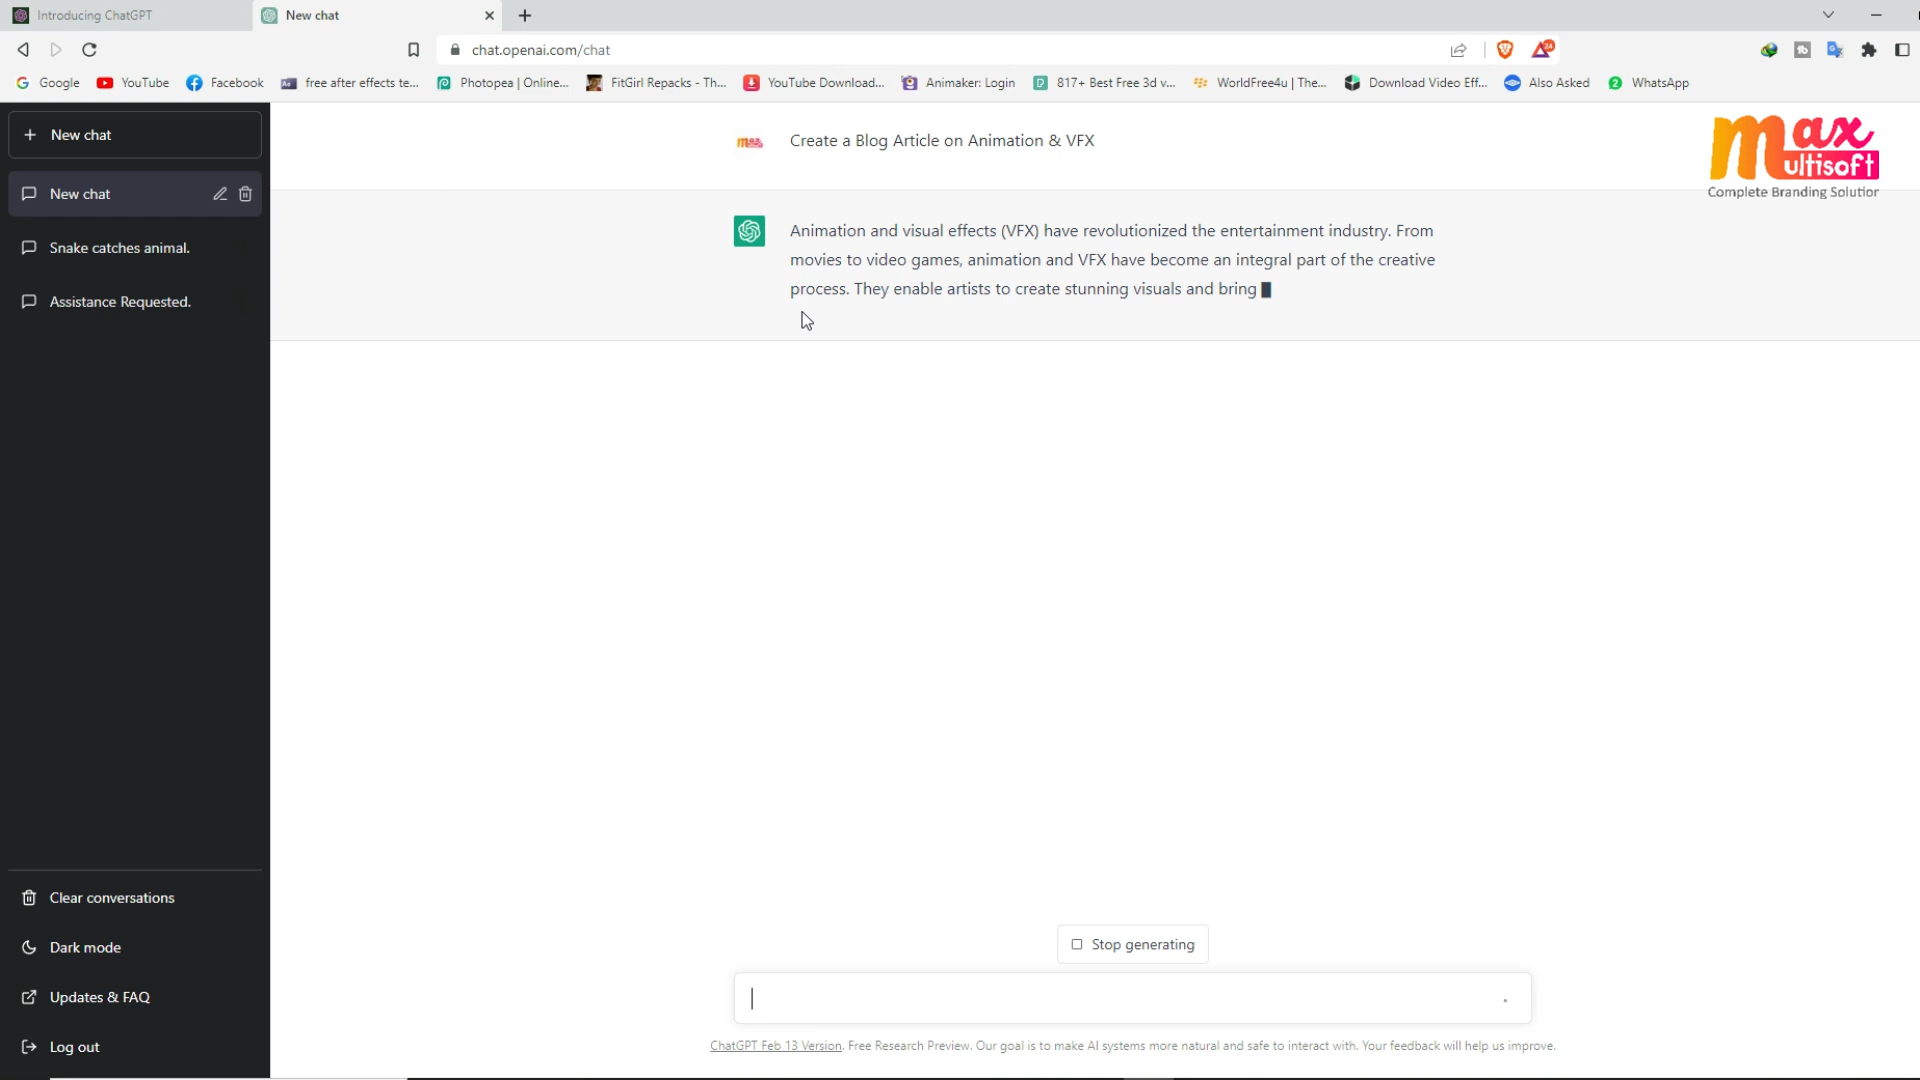 Introducing ChatGPT
New chat
chat.openai.com/chat
24
Google
YouTube
Facebook
Ae
free after effects te...
Photopea | Online...
FitGirl Repacks - Th...
YouTube Download...
Animaker: Login
817+ Best Free 3d v...
WorldFree4u | The...
Download Video Eff...
Also Asked
2
WhatsApp
New chat
New chat
Snake catches animal.
Assistance Requested.
Clear conversations
Dark mode
Updates & FAQ
Log out
max
Create a Blog Article on Animation & VFX
max
ultisoft
Complete Branding Solution
Animation and visual effects (VFX) have revolutionized the entertainment industry. From
movies to video games, animation and VFX have become an integral part of the creative
process. They enable artists to create stunning visuals and bring
Stop generating
ChatGPT Feb 13 Version. Free Research Preview. Our goal is to make AI systems more natural and safe to interact with. Your feedback will help us improve.